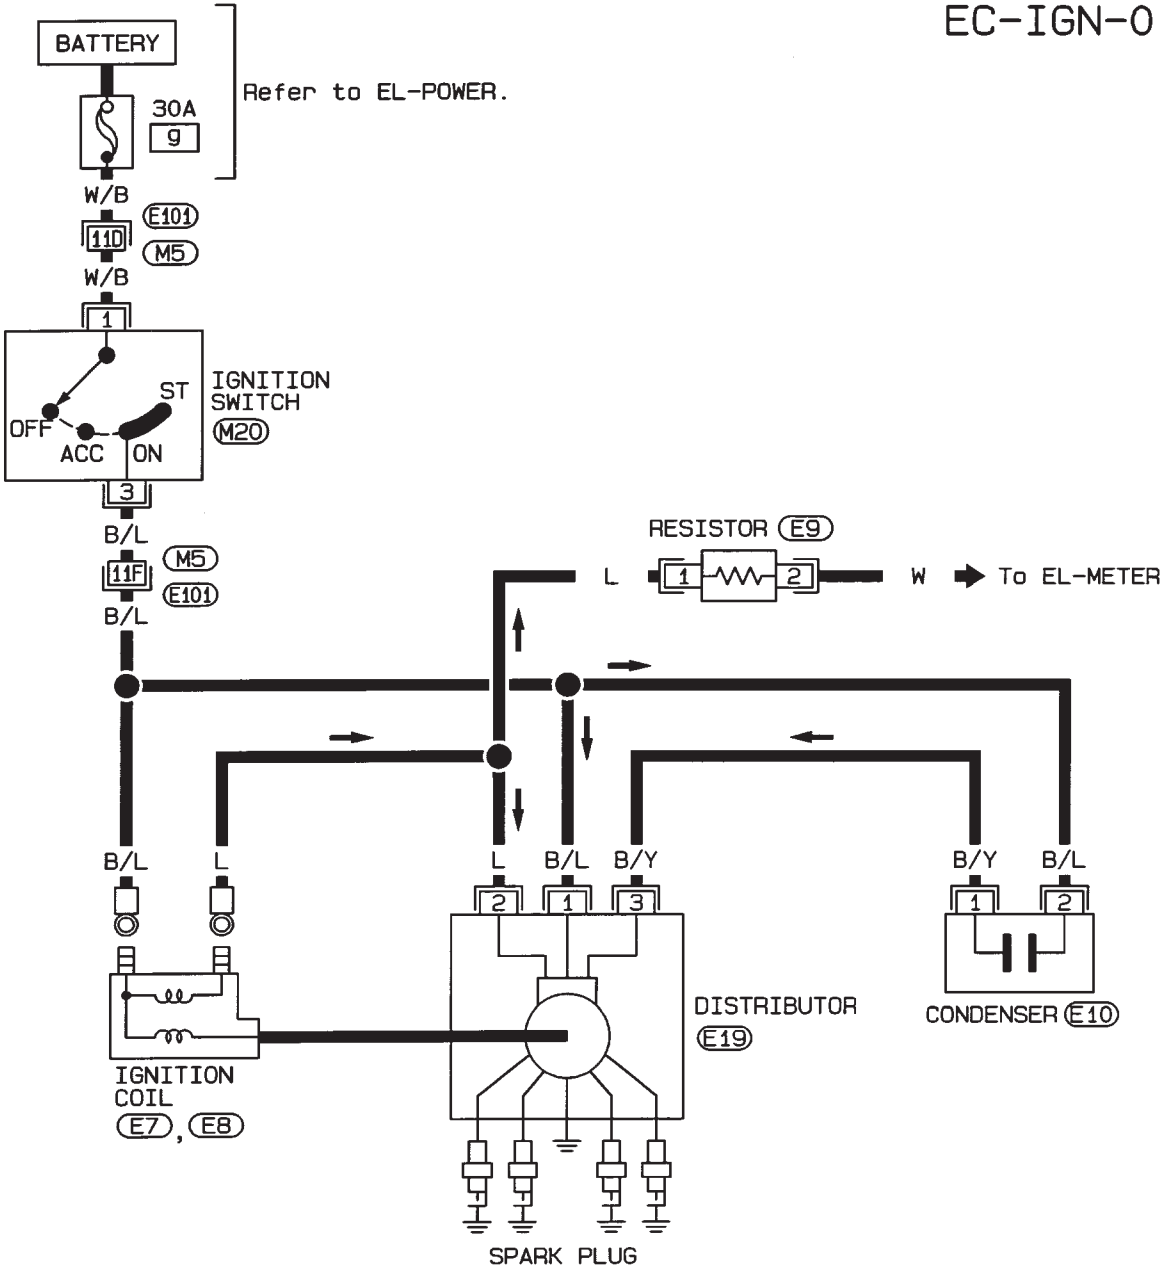 EC-IGN-0
BATTERY
Refer to EL-POWER.
30A
9
W/B
E101
11D
M5
W/B
1
IGNITION
SWITCH
M20
ST
OFF
ACC
ON
3
B/L
M5
11F
E101
B/L
RESISTOR E9
L
1
2
W
To EL-METER
B/L
L
L
B/L
B/Y
B/Y
B/L
2
1
3
1
2
DISTRIBUTOR
E19
CONDENSER E10
IGNITION
COIL
E7 , E8
SPARK PLUG